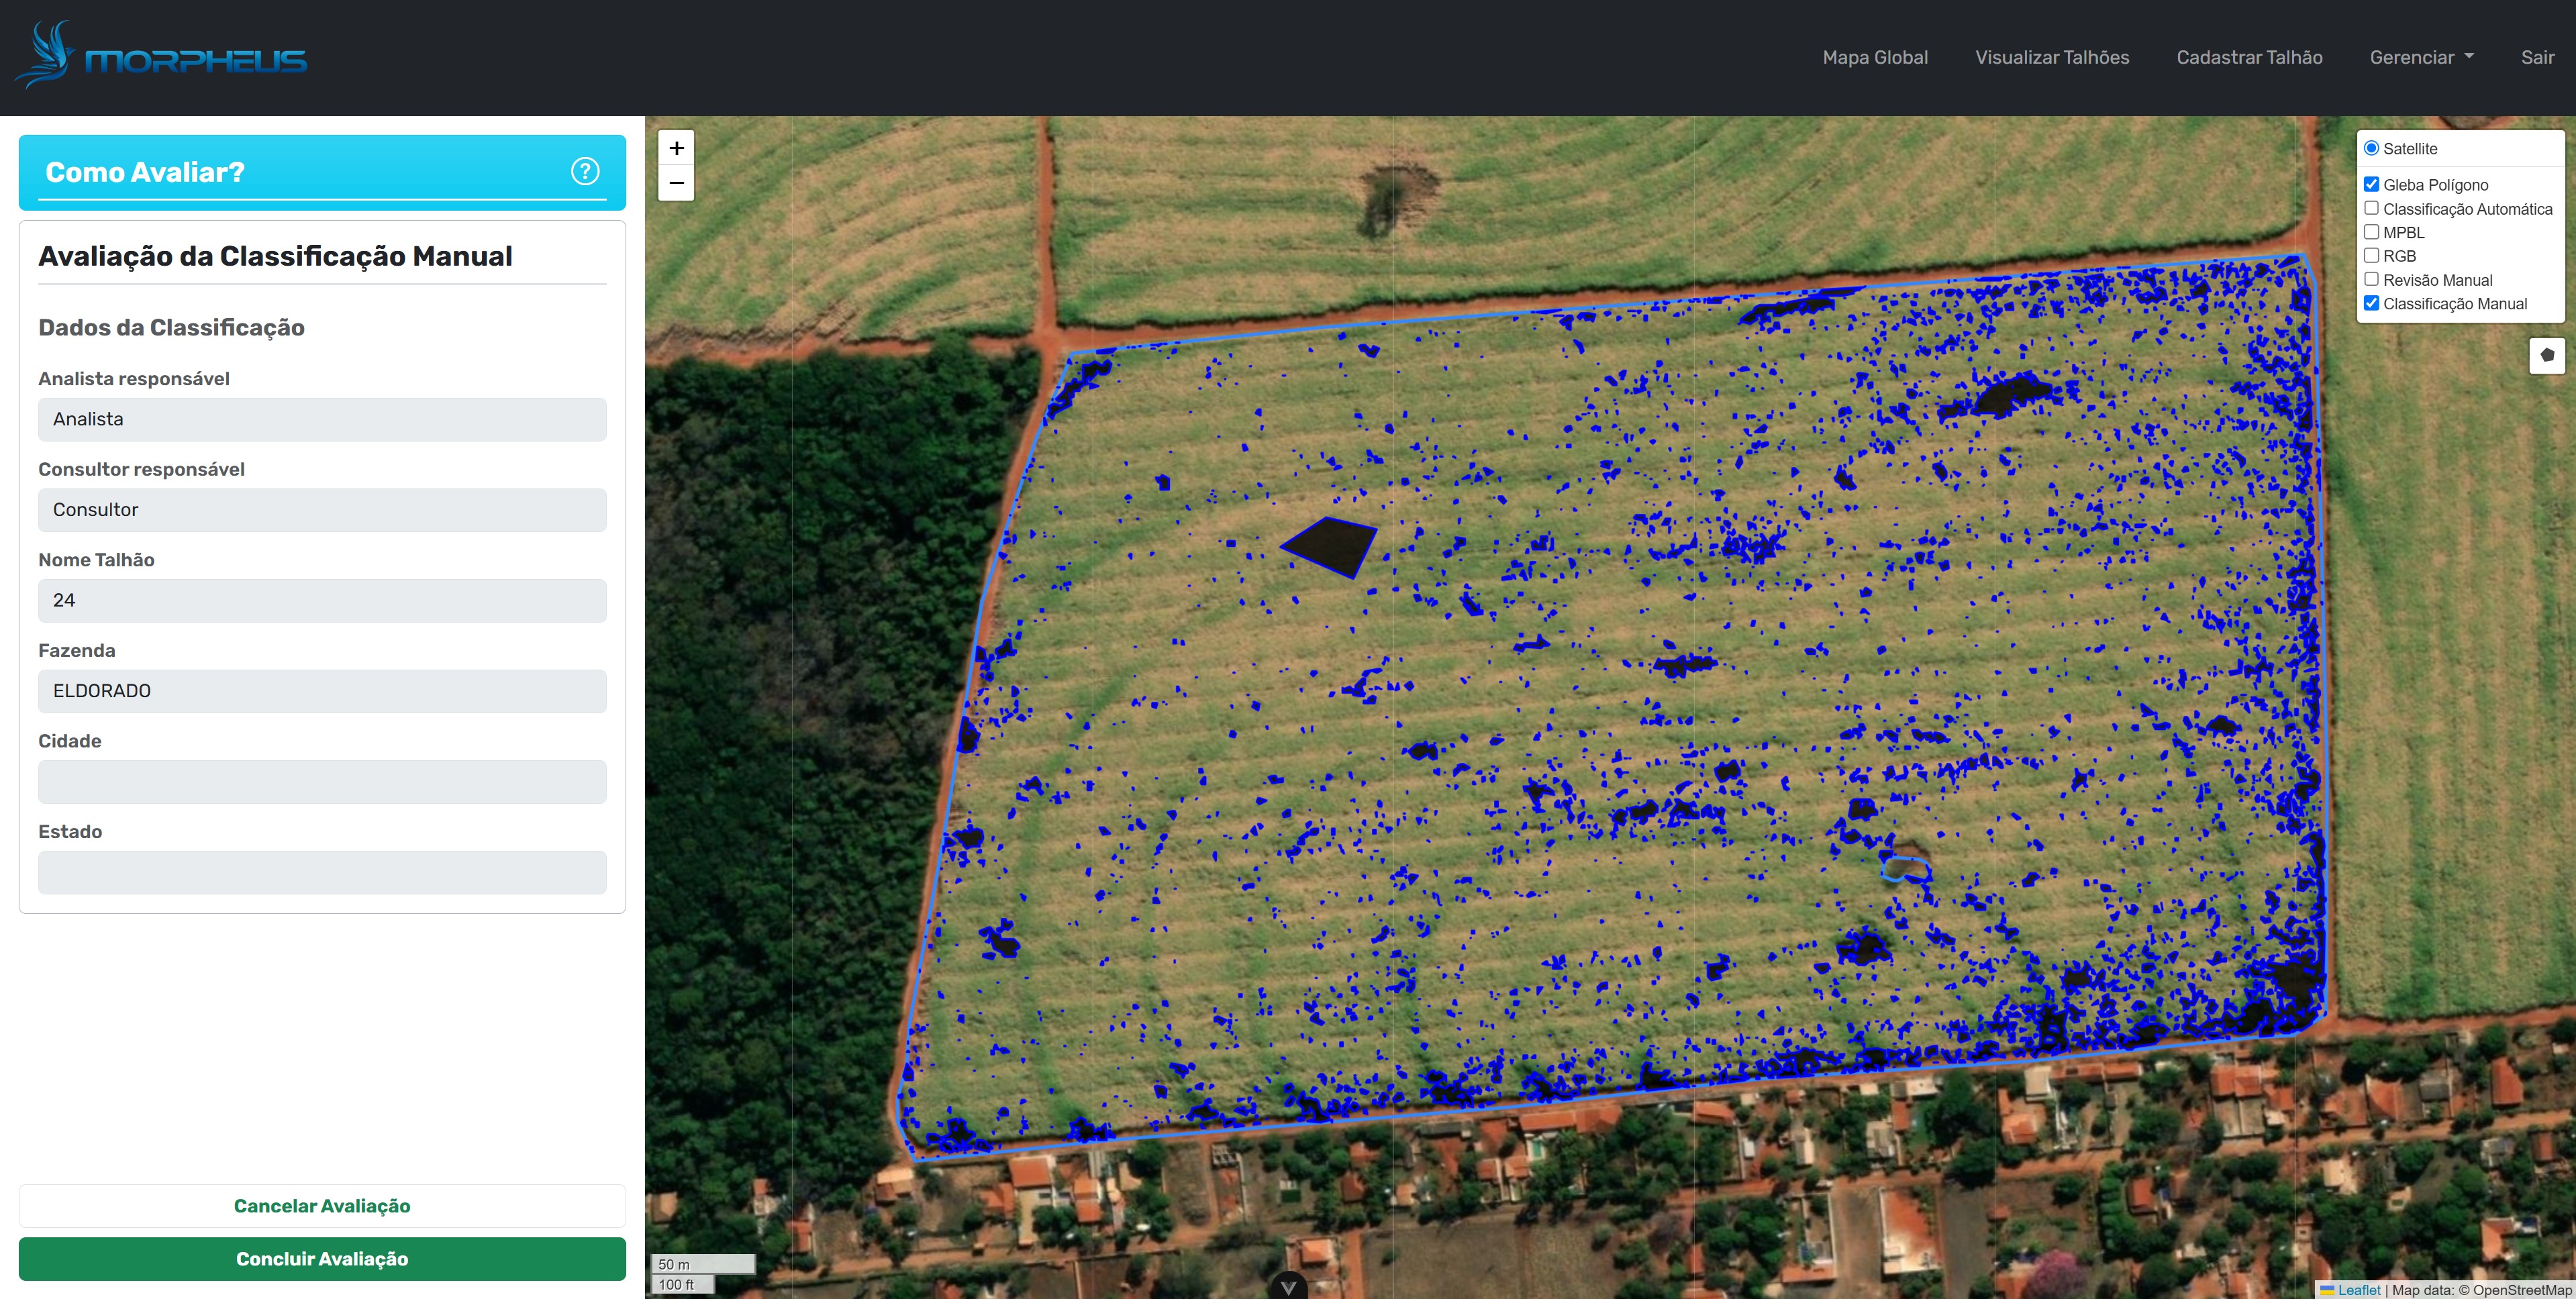 MORPHEUS
Mapa Global
Visualizar Talhões
Cadastrar Talhão
Gerenciar
Sair
Como Avaliar?
?
Avaliação da Classificação Manual
Dados da Classificação
Analista responsável
Analista
Consultor responsável
Consultor
Nome Talhão
24
Fazenda
ELDORADO
Cidade
Estado
Cancelar Avaliação
Concluir Avaliação
+
−
Satellite
Gleba Polígono
Classificação Automática
MPBL
RGB
Revisão Manual
Classificação Manual
50 m
100 ft
Leaflet | Map data: © OpenStreetMap